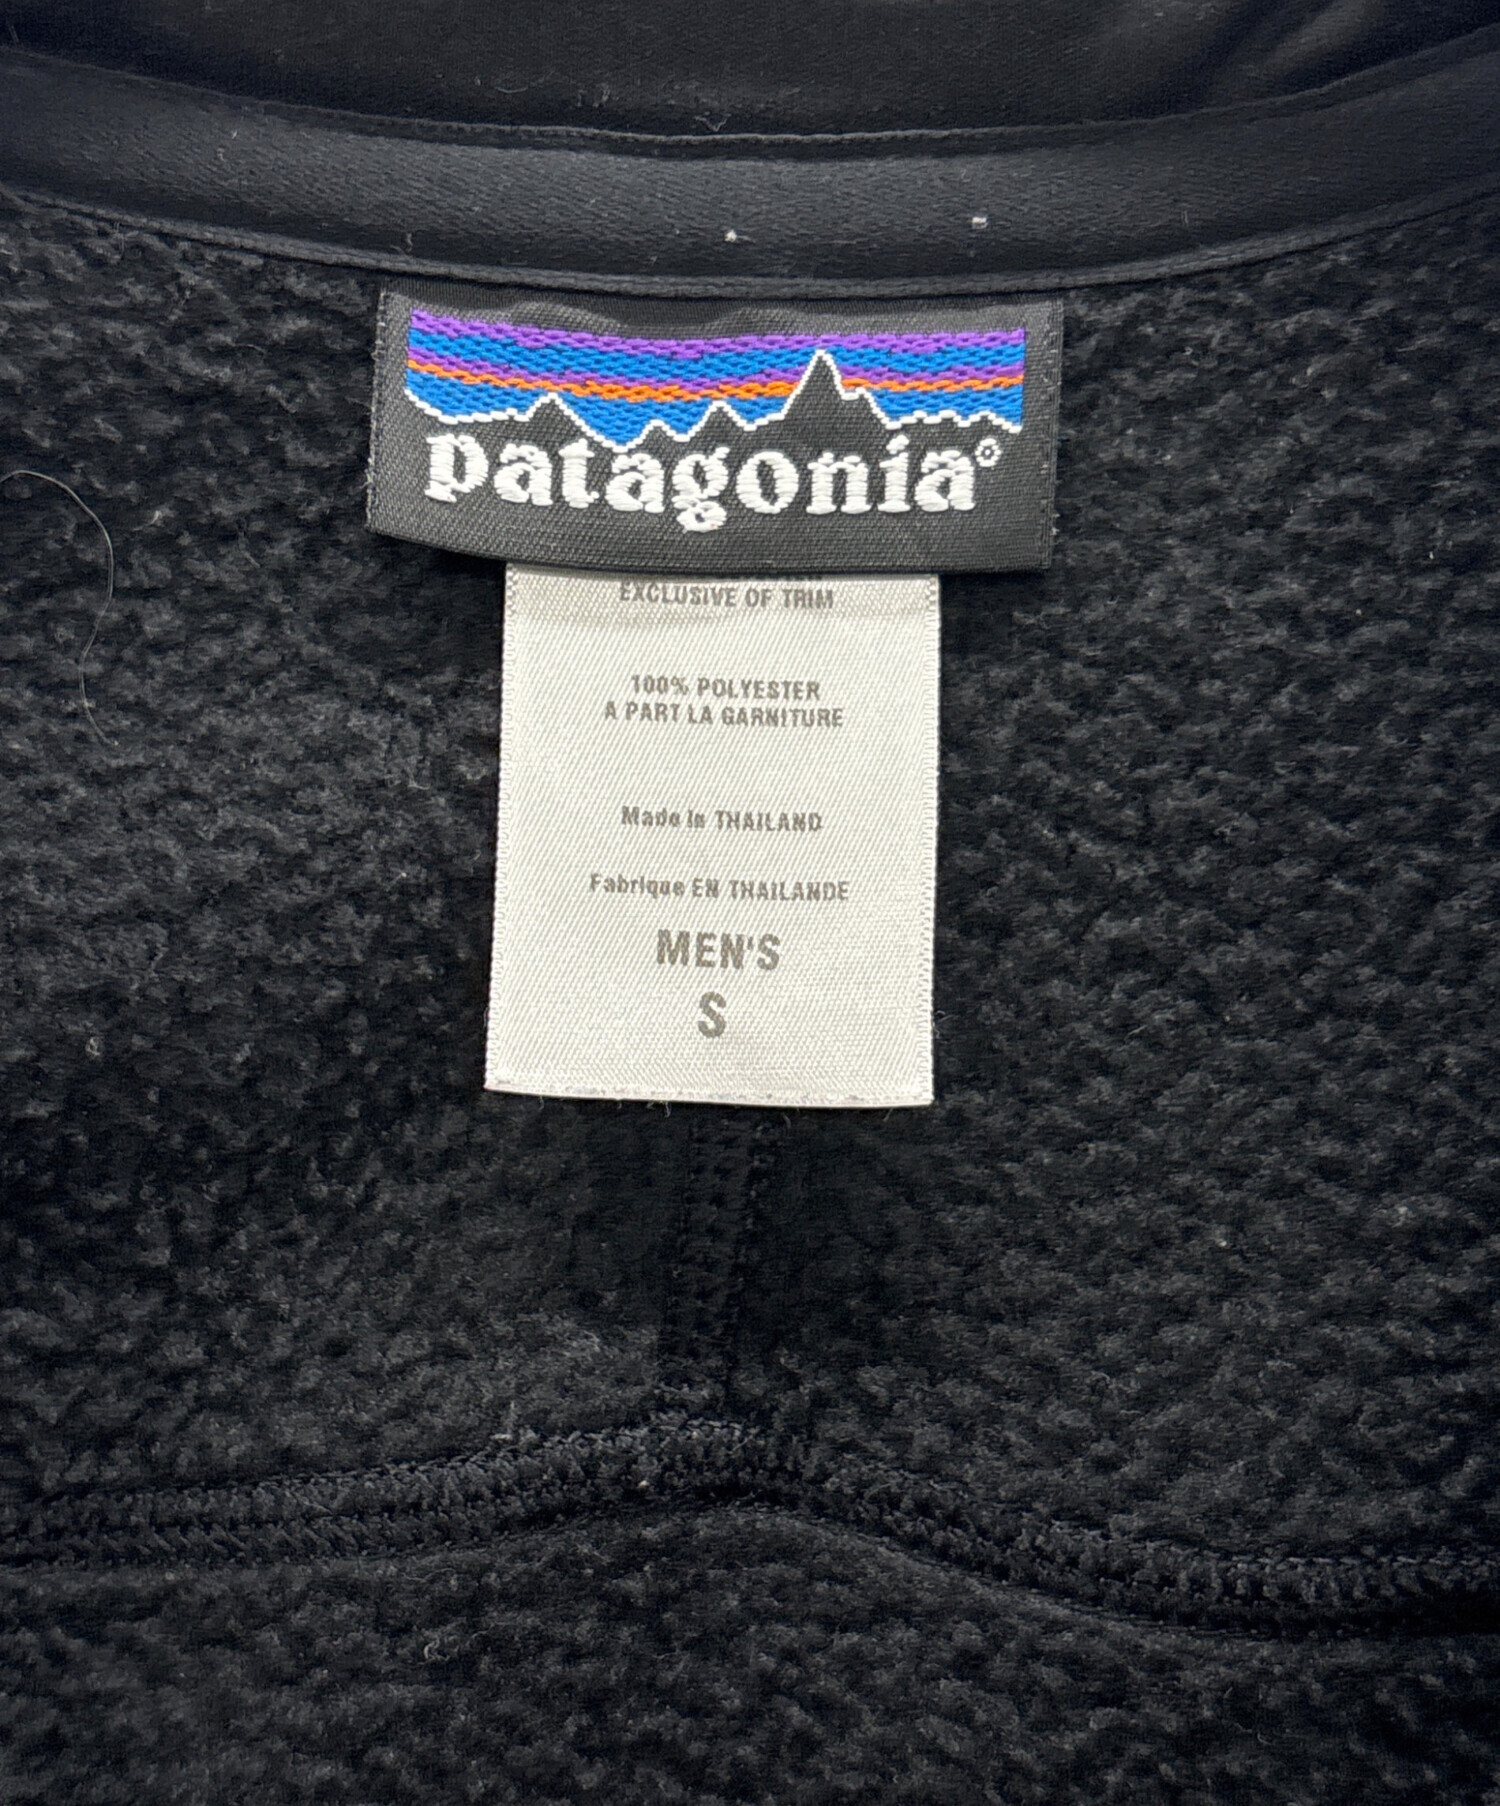 patagonia®
EXCLUSIVE OF TRIM
100% POLYESTER
A PART LA GARNITURE
Made in THAILAND
Fabrique EN THAILANDE
MEN'S
S